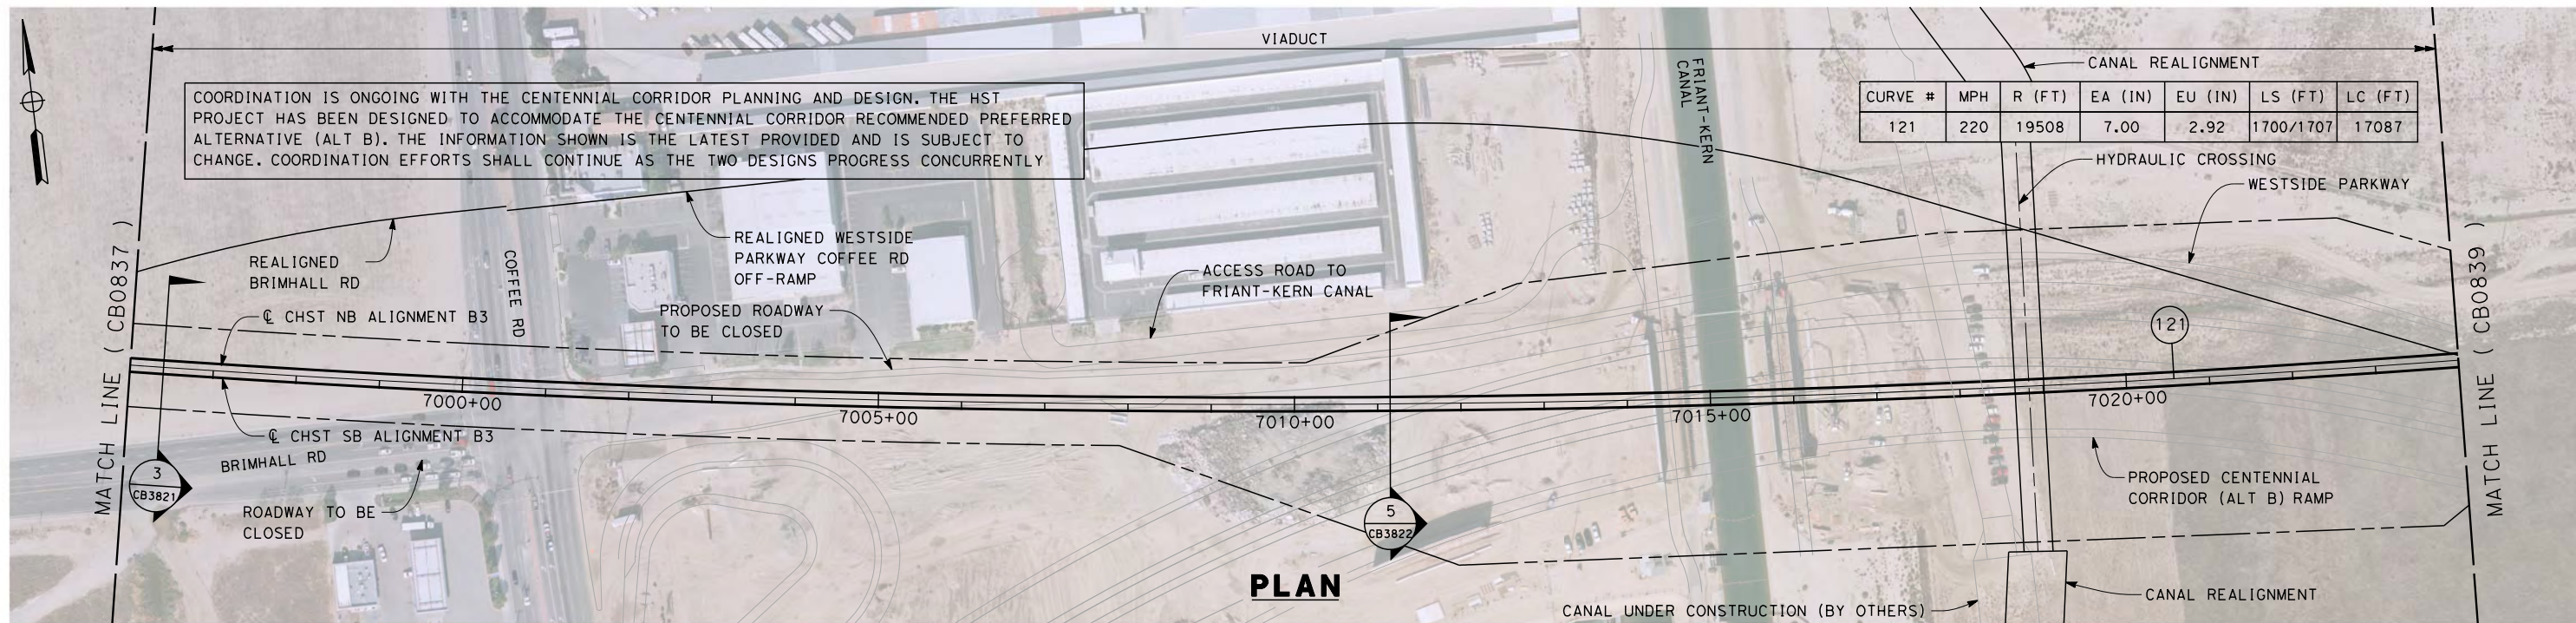 VIADUCT
COORDINATION IS ONGOING WITH THE CENTENNIAL CORRIDOR PLANNING AND DESIGN. THE HST
PROJECT HAS BEEN DESIGNED TO ACCOMMODATE THE CENTENNIAL CORRIDOR RECOMMENDED PREFERRED
ALTERNATIVE (ALT B). THE INFORMATION SHOWN IS THE LATEST PROVIDED AND IS SUBJECT TO
CHANGE. COORDINATION EFFORTS SHALL CONTINUE AS THE TWO DESIGNS PROGRESS CONCURRENTLY
FRIANT-KERN
CANAL
CANAL REALIGNMENT
CURVE # MPH R (FT) EA (IN) EU (IN) LS (FT) LC (FT)
121 220 19508 7.00 2.92 1700/1707 17087
HYDRAULIC CROSSING
WESTSIDE PARKWAY
MATCH LINE ( CB0837 )
REALIGNED
BRIMHALL RD
COFFEE RD
REALIGNED WESTSIDE
PARKWAY COFFEE RD
OFF-RAMP
ACCESS ROAD TO
FRIANT-KERN CANAL
℄ CHST NB ALIGNMENT B3
PROPOSED ROADWAY
TO BE CLOSED
121
MATCH LINE ( CB0839 )
7000+00
7005+00
7010+00
7015+00
7020+00
℄ CHST SB ALIGNMENT B3
BRIMHALL RD
3
CB3821
ROADWAY TO BE
CLOSED
5
CB3822
PROPOSED CENTENNIAL
CORRIDOR (ALT B) RAMP
PLAN
CANAL UNDER CONSTRUCTION (BY OTHERS)
CANAL REALIGNMENT